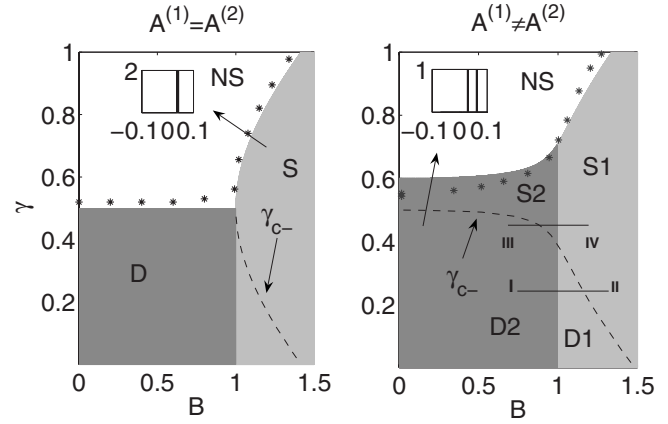 A^(1)=A^(2)
1
0.8
0.6
γ
0.4
0.2
0 0.5 1 1.5
B
2
−0.1 0 0.1
NS
S
γc−
D
A^(1)≠A^(2)
1
0.8
0.6
0.4
0.2
0 0.5 1 1.5
B
1
−0.1 0 0.1
NS
S1
S2
γc−
III
IV
I
II
D2
D1